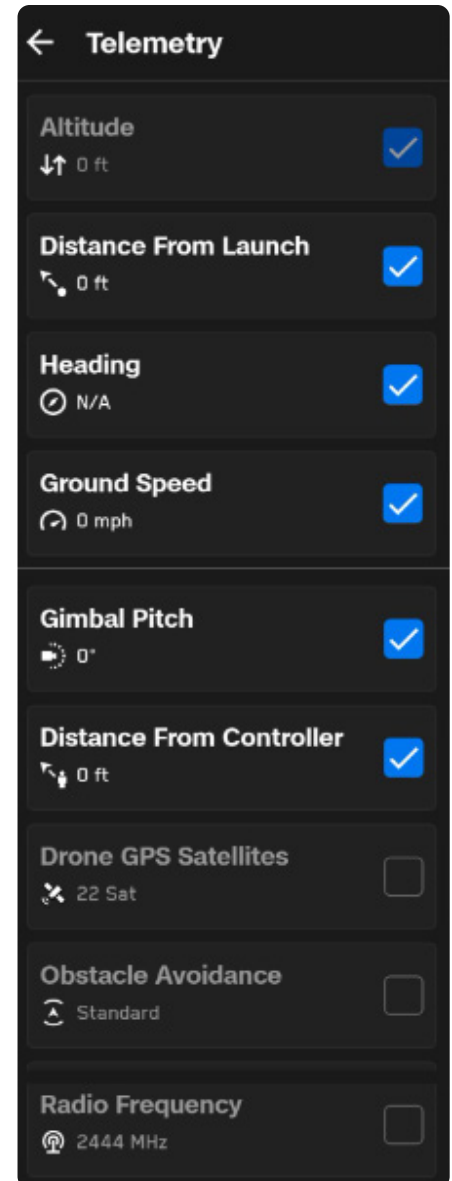 Telemetry
Altitude
0 ft
Distance From Launch
0 ft
Heading
N/A
Ground Speed
0 mph
Gimbal Pitch
0°
Distance From Controller
0 ft
Drone GPS Satellites
22 Sat
Obstacle Avoidance
Standard
Radio Frequency
2444 MHz